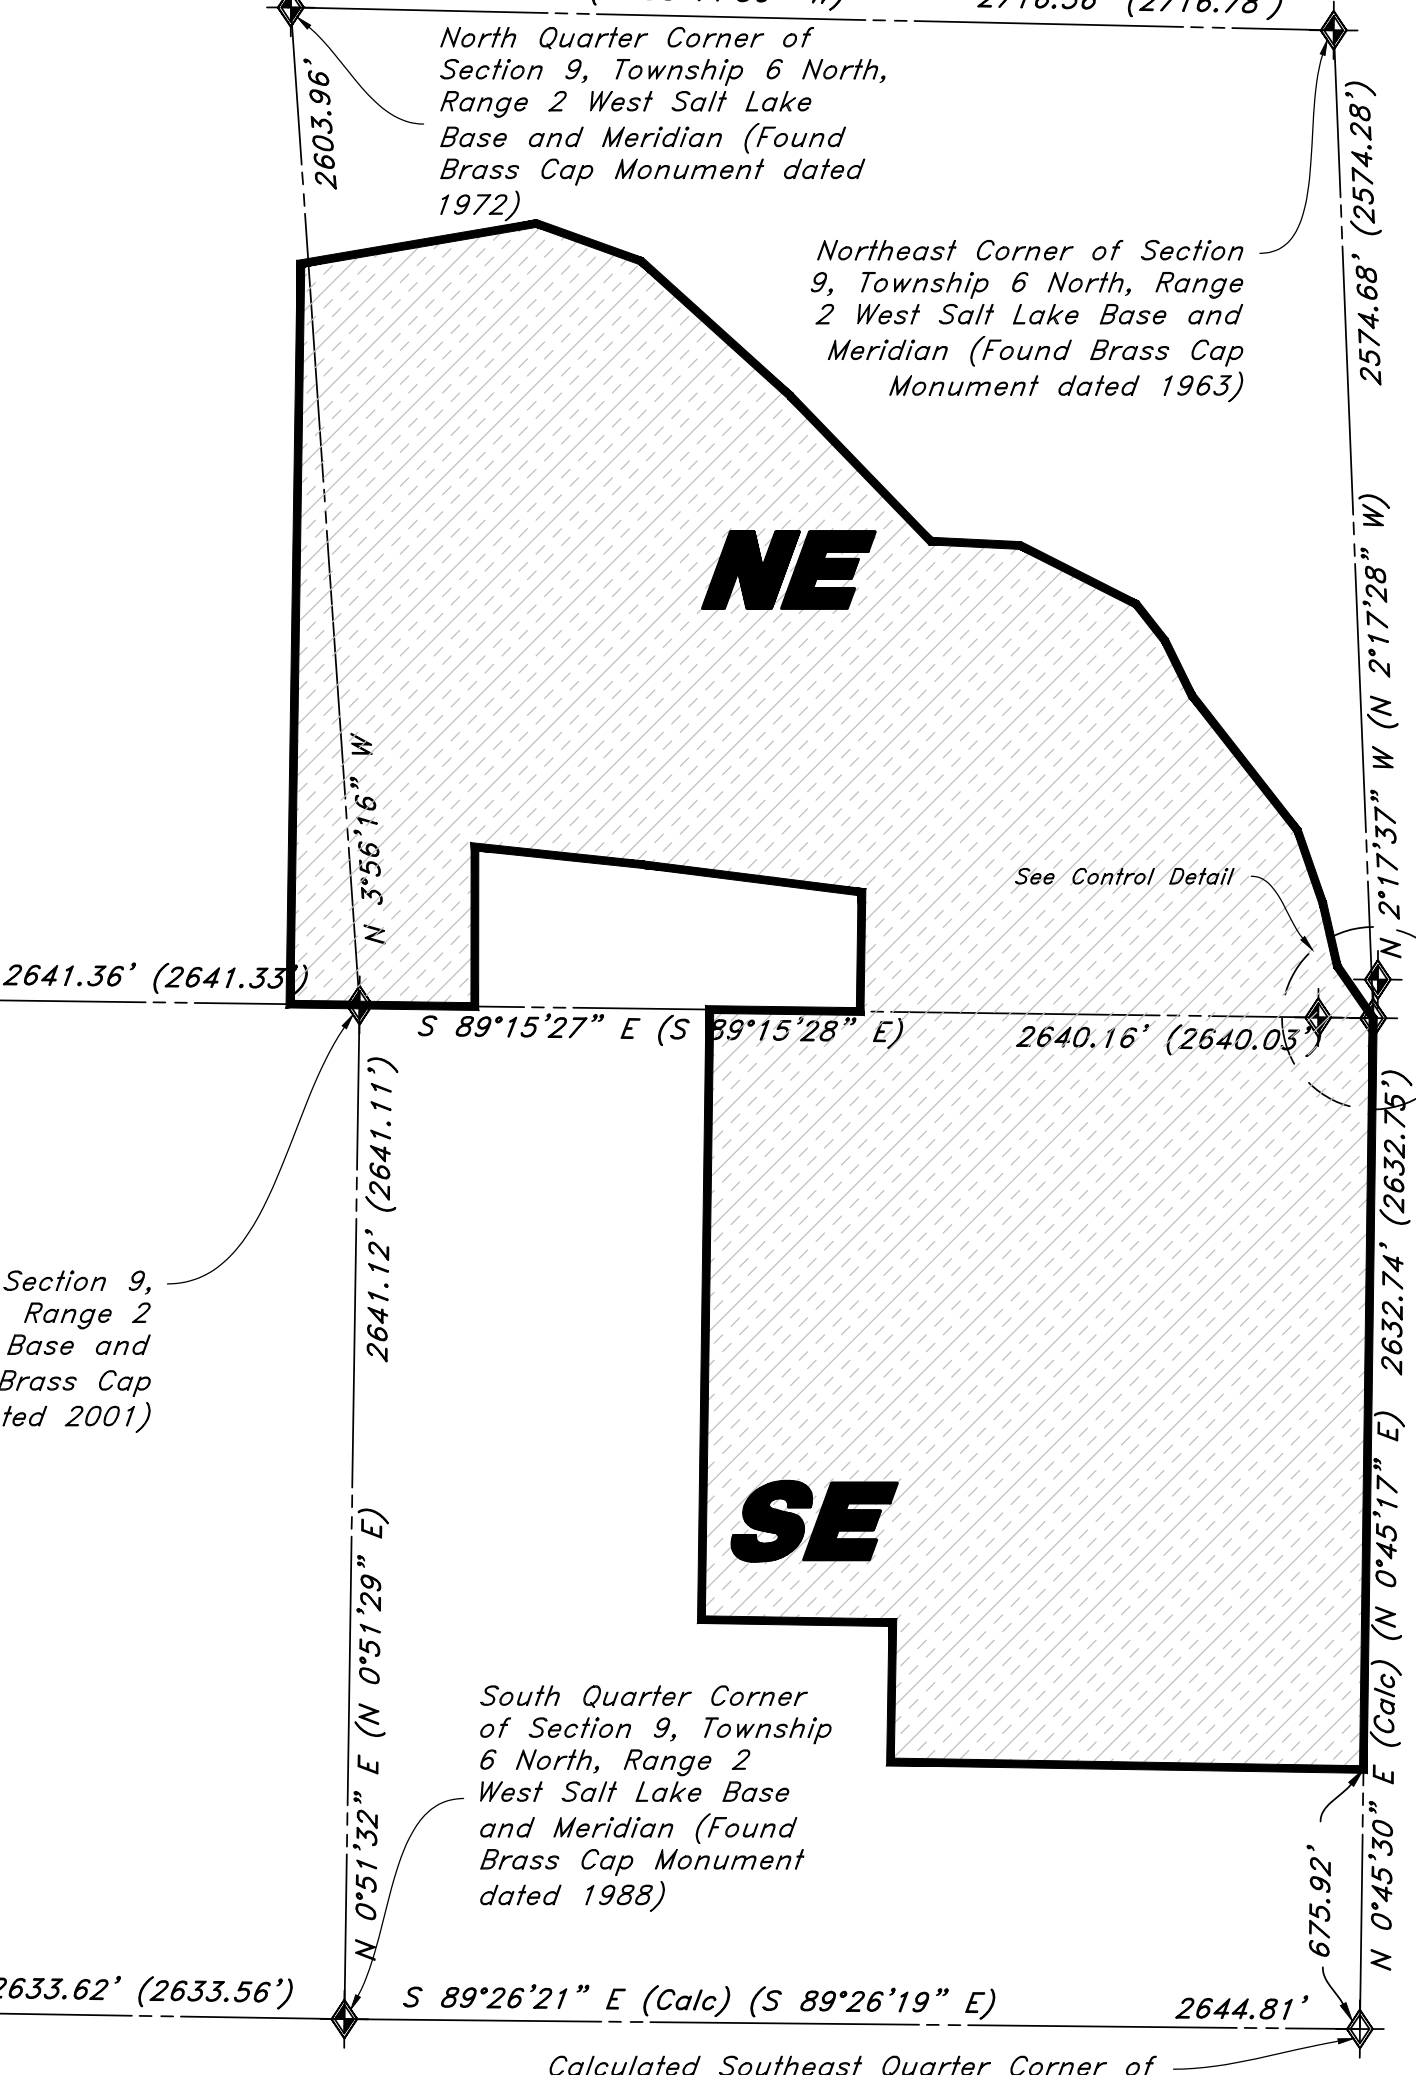 2716.56' (2716.78')
North Quarter Corner of
Section 9, Township 6 North,
Range 2 West Salt Lake
Base and Meridian (Found
Brass Cap Monument dated
1972)
2603.96'
N 3°56'16" W
Northeast Corner of Section
9, Township 6 North, Range
2 West Salt Lake Base and
Meridian (Found Brass Cap
Monument dated 1963)
2574.68' (2574.28')
N 2°17'37" W (N 2°17'28" W)
NE
See Control Detail
2641.36' (2641.33')
S 89°15'27" E (S 89°15'28" E)
2640.16' (2640.03')
2641.12' (2641.11')
N 0°51'32" E (N 0°51'29" E)
2632.74' (2632.75')
N 0°45'30" E (Calc) (N 0°45'17" E)
Section 9,
Range 2
Base and
Brass Cap
ted 2001)
SE
South Quarter Corner
of Section 9, Township
6 North, Range 2
West Salt Lake Base
and Meridian (Found
Brass Cap Monument
dated 1988)
675.92'
2633.62' (2633.56')
S 89°26'21" E (Calc) (S 89°26'19" E)
2644.81'
Calculated Southeast Quarter Corner of